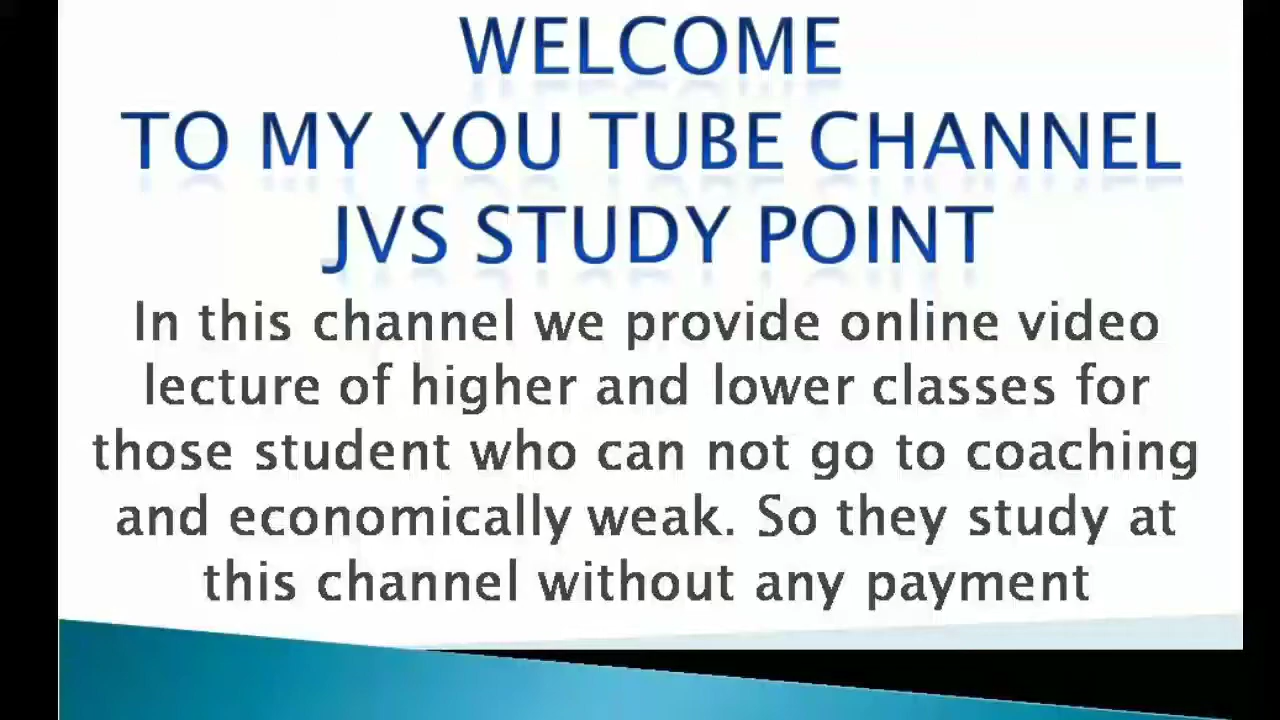 WELCOME
TO MY YOU TUBE CHANNEL
JVS STUDY POINT
In this channel we provide online video
lecture of higher and lower classes for
those student who can not go to coaching
and economically weak. So they study at
this channel without any payment